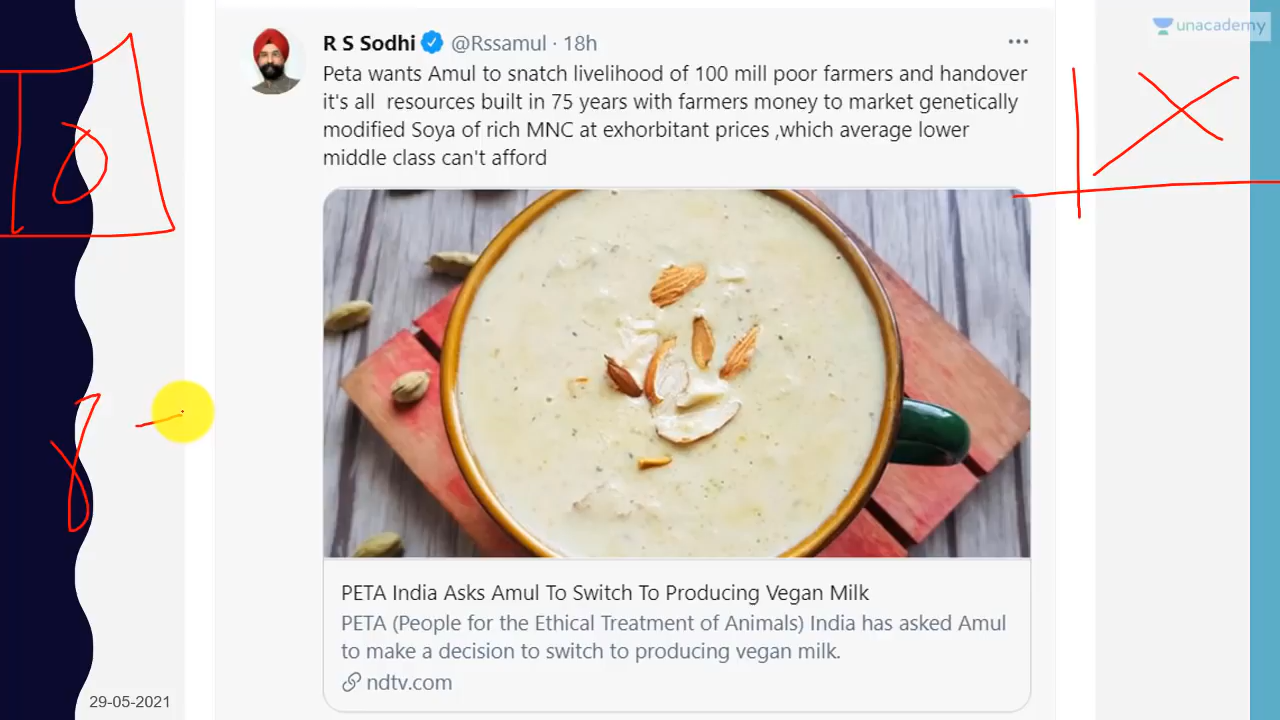 unacademy
R S Sodhi @Rssamul · 18h
Peta wants Amul to snatch livelihood of 100 mill poor farmers and handover
it's all resources built in 75 years with farmers money to market genetically
modified Soya of rich MNC at exhorbitant prices ,which average lower
middle class can't afford
PETA India Asks Amul To Switch To Producing Vegan Milk
PETA (People for the Ethical Treatment of Animals) India has asked Amul
to make a decision to switch to producing vegan milk.
ndtv.com
29-05-2021